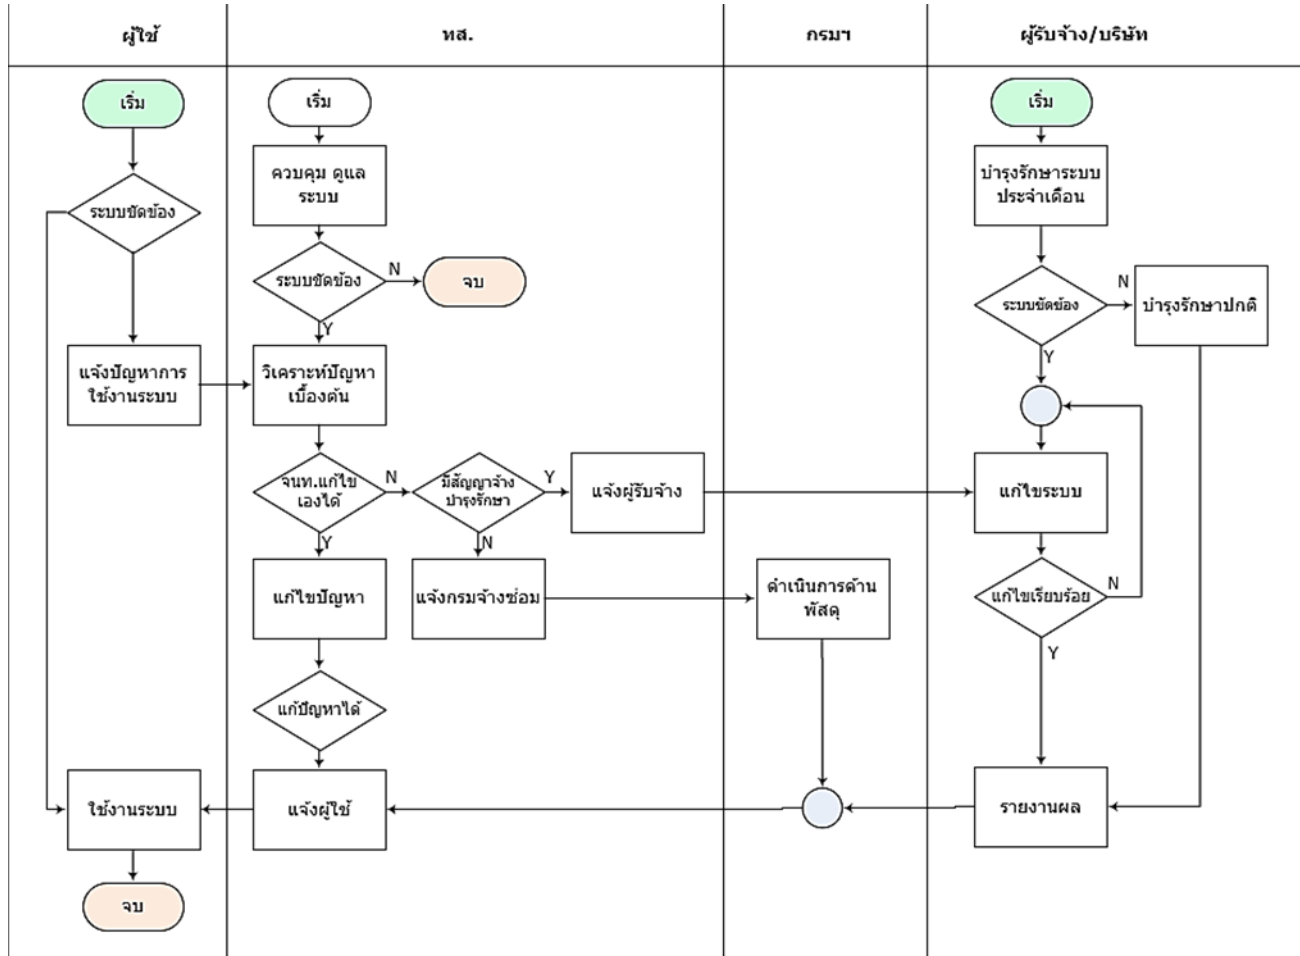 ผู้ใช้
ทส.
กรมฯ
ผู้รับจ้าง/บริษัท
เริ่ม
เริ่ม
เริ่ม
ควบคุม ดูแล
ระบบ
บำรุงรักษาระบบ
ประจำเดือน
ระบบขัดข้อง
ระบบขัดข้อง
N
จบ
Y
ระบบขัดข้อง
N
บำรุงรักษาปกติ
Y
แจ้งปัญหาการ
ใช้งานระบบ
วิเคราะห์ปัญหา
เบื้องต้น
จนท.แก้ไข
เองได้
N
มีสัญญาจ้าง
บำรุงรักษา
Y
แจ้งผู้รับจ้าง
แก้ไขระบบ
Y
N
แก้ไขปัญหา
แจ้งกรมจ้างซ่อม
ดำเนินการด้าน
พัสดุ
แก้ไขเรียบร้อย
N
Y
แก้ปัญหาได้
ใช้งานระบบ
แจ้งผู้ใช้
รายงานผล
จบ